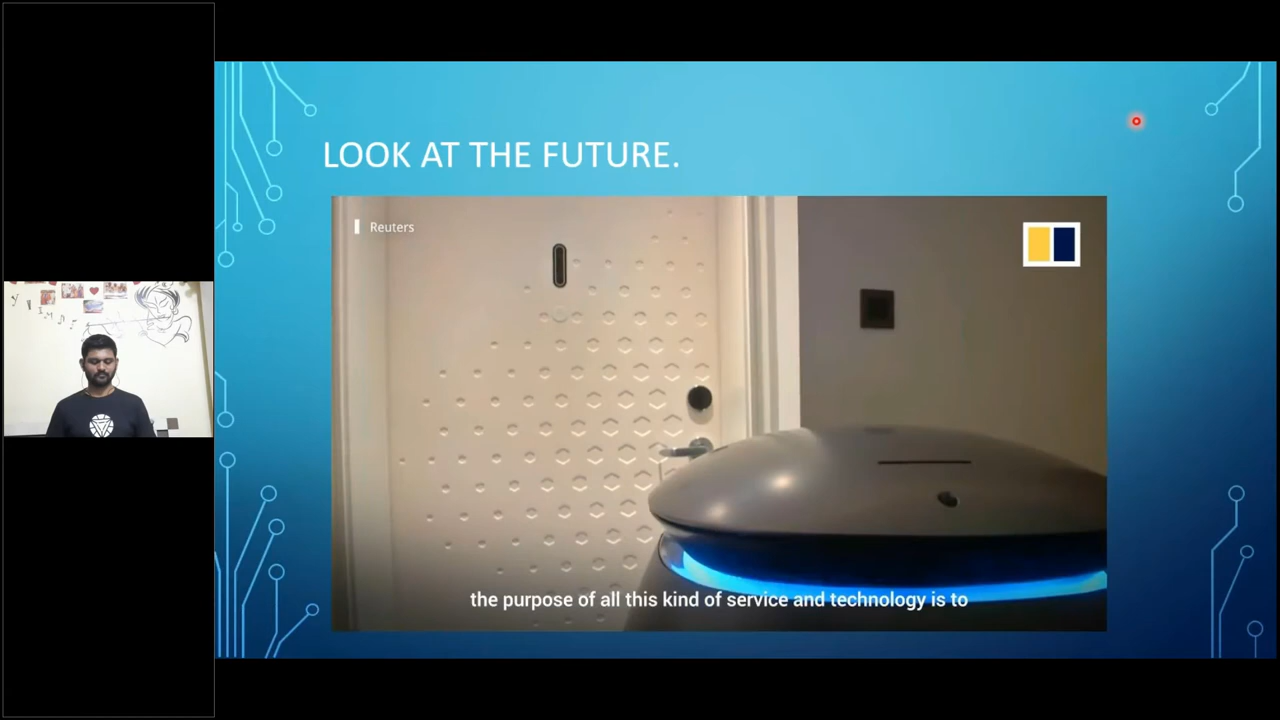 LOOK AT THE FUTURE.
Reuters
the purpose of all this kind of service and technology is to